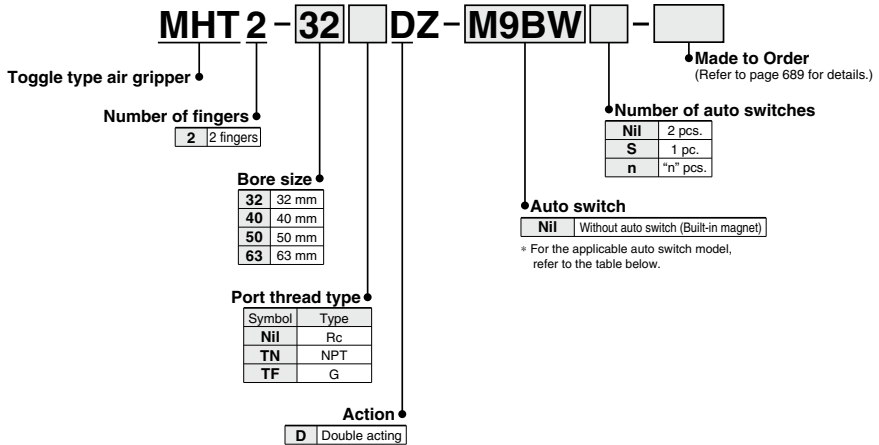 MHT 2 - 32 DZ - M9BW -
Toggle type air gripper
Made to Order
(Refer to page 689 for details.)
Number of fingers
2 2 fingers
Number of auto switches
Nil 2 pcs.
S 1 pc.
n “n” pcs.
Bore size
32 32 mm
40 40 mm
50 50 mm
63 63 mm
Auto switch
Nil Without auto switch (Built-in magnet)
* For the applicable auto switch model,
refer to the table below.
Port thread type
Symbol Type
Nil Rc
TN NPT
TF G
Action
D Double acting